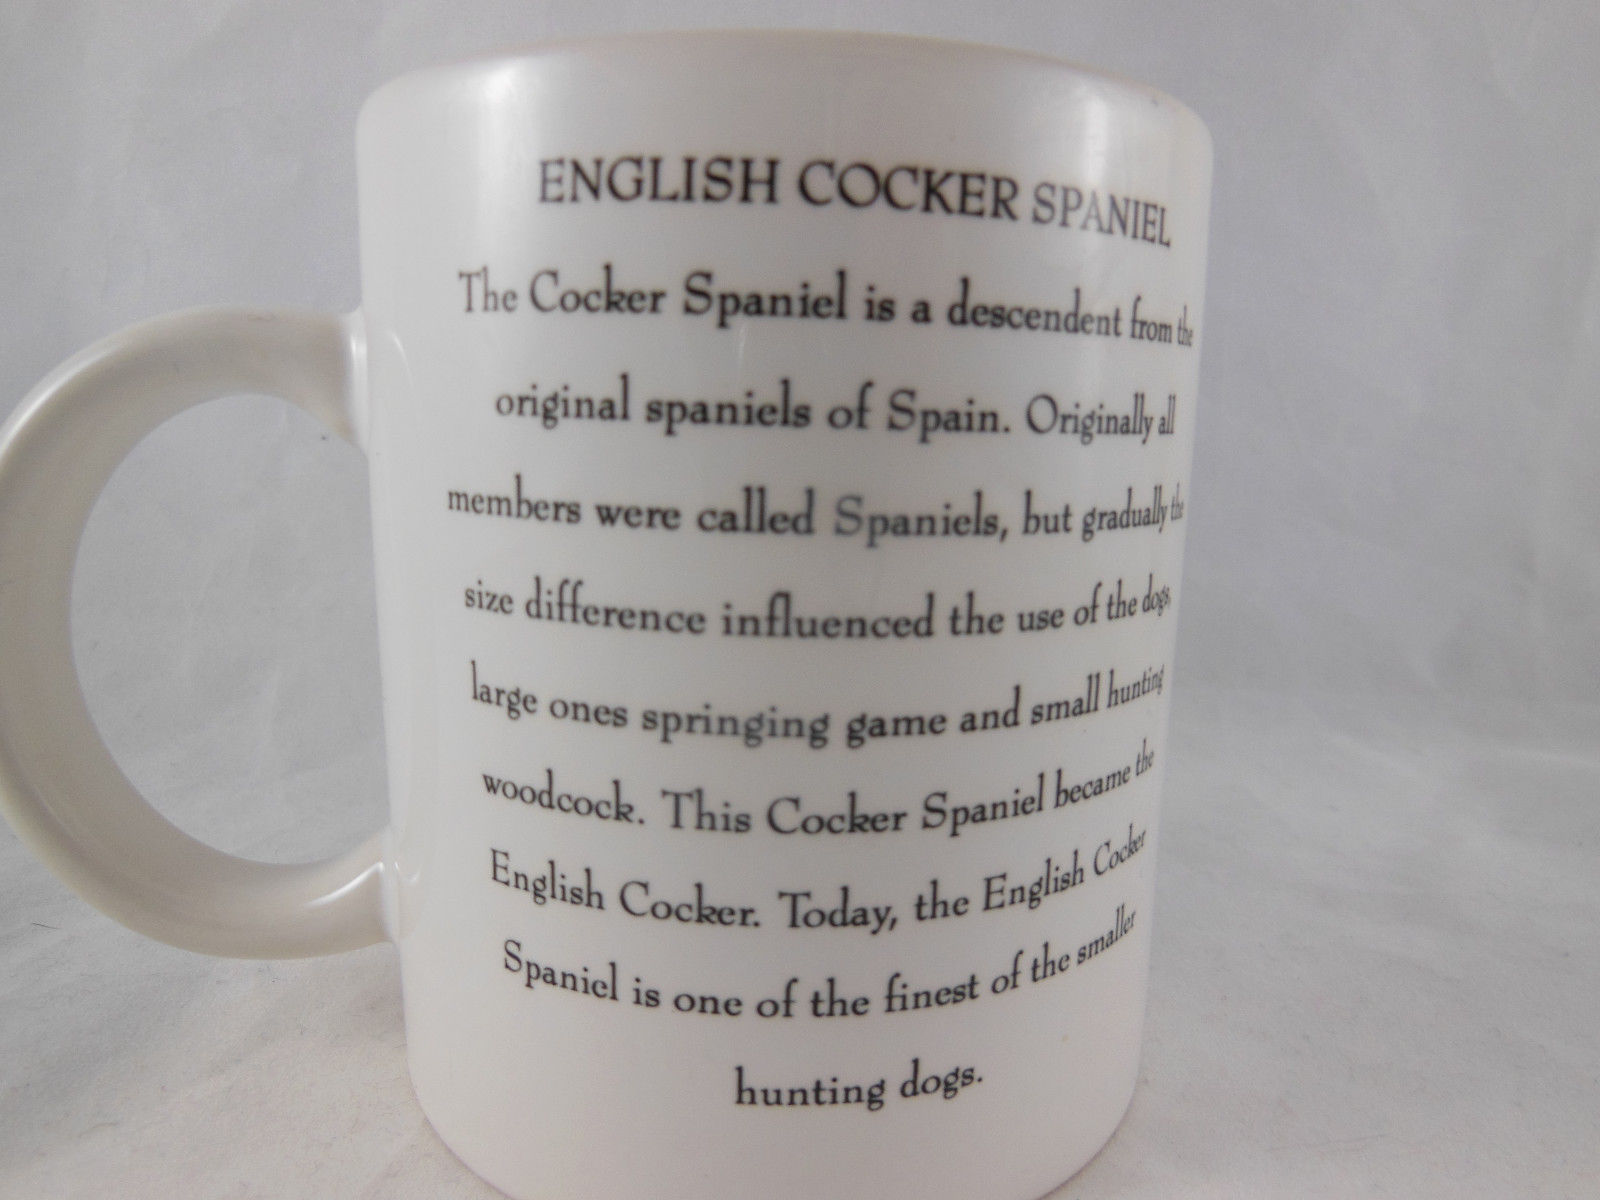 ENGLISH COCKER SPANIEL
The Cocker Spaniel is a descendent from the
original spaniels of Spain. Originally all
members were called Spaniels, but gradually the
size difference influenced the use of the dogs,
large ones springing game and small hunting
woodcock. This Cocker Spaniel became the
English Cocker. Today, the English Cocker
Spaniel is one of the finest of the smaller
hunting dogs.